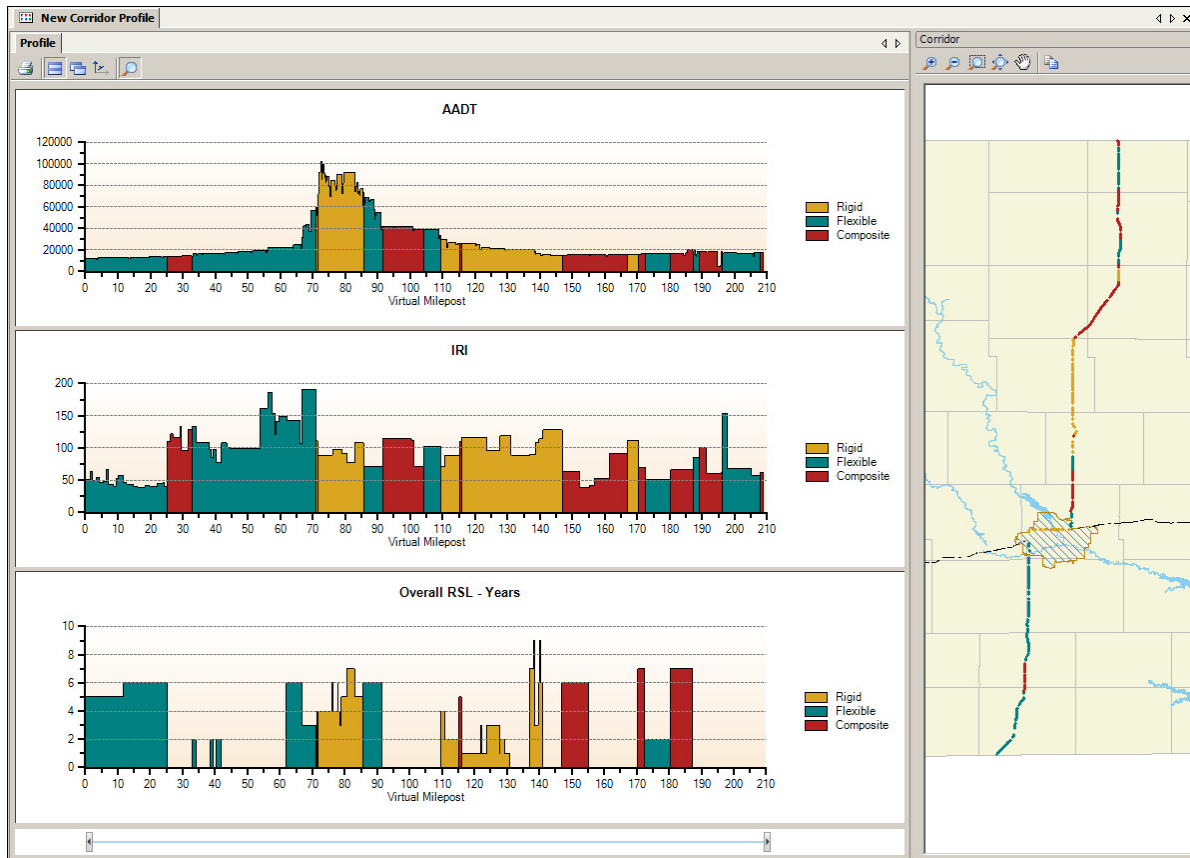 New Corridor Profile
Profile
AADT
120000
100000
80000
60000
40000
20000
0
0 10 20 30 40 50 60 70 80 90 100 110 120 130 140 150 160 170 180 190 200 210
Virtual Milepost
Rigid
Flexible
Composite
IRI
200
150
100
50
0
0 10 20 30 40 50 60 70 80 90 100 110 120 130 140 150 160 170 180 190 200 210
Virtual Milepost
Rigid
Flexible
Composite
Overall RSL - Years
10
8
6
4
2
0
0 10 20 30 40 50 60 70 80 90 100 110 120 130 140 150 160 170 180 190 200 210
Virtual Milepost
Rigid
Flexible
Composite
Corridor